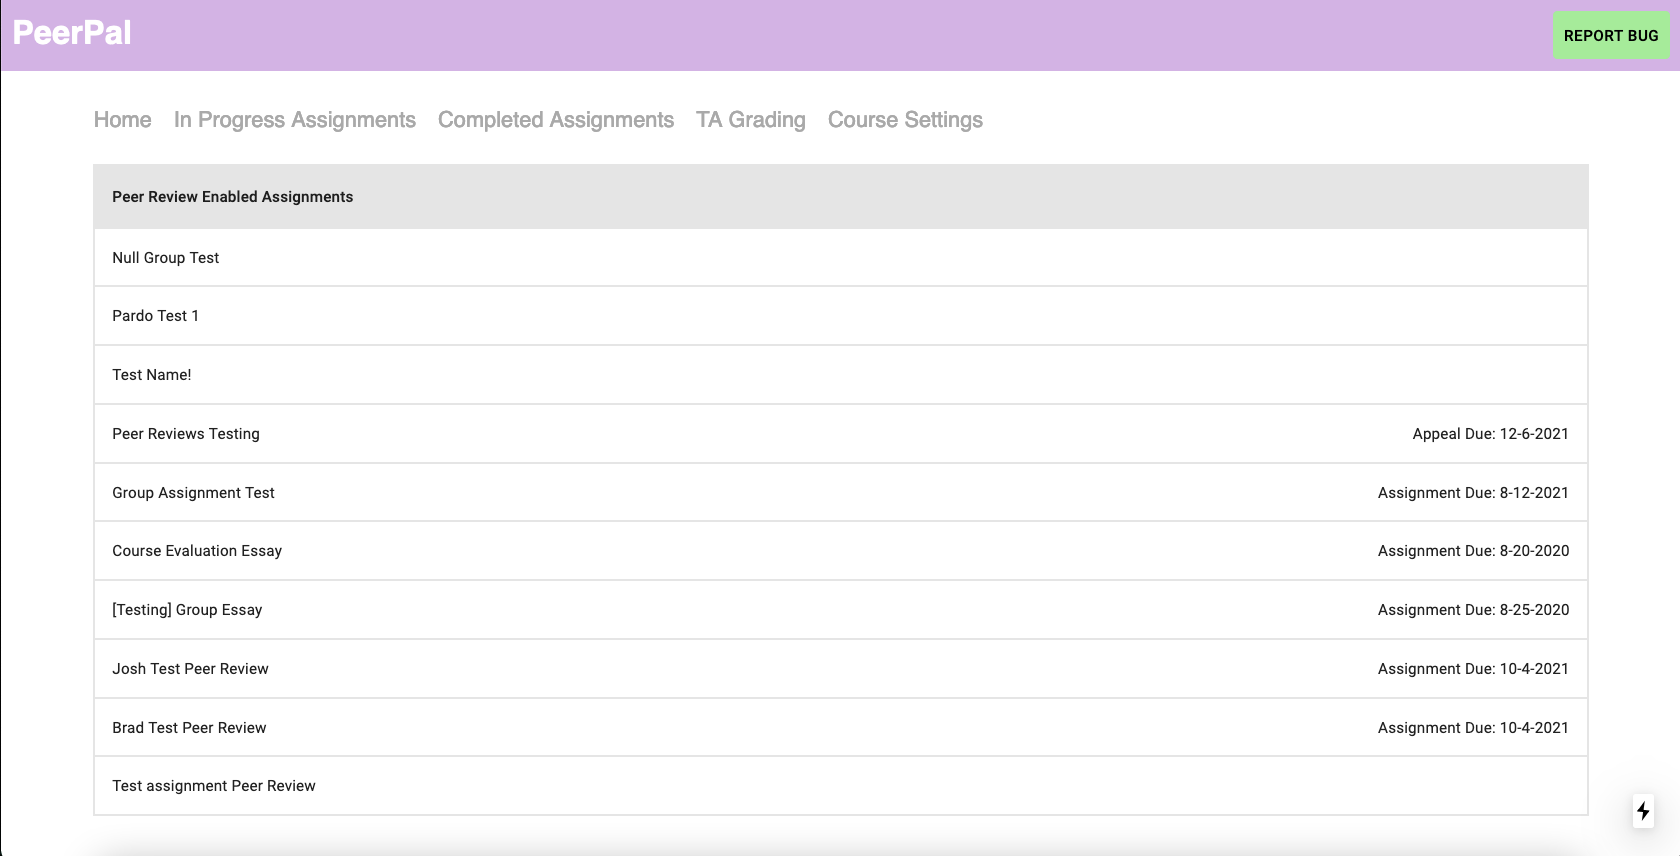 PeerPal
REPORT BUG
Home In Progress Assignments Completed Assignments TA Grading Course Settings
Peer Review Enabled Assignments
Null Group Test
Pardo Test 1
Test Name!
Peer Reviews Testing Appeal Due: 12-6-2021
Group Assignment Test Assignment Due: 8-12-2021
Course Evaluation Essay Assignment Due: 8-20-2020
[Testing] Group Essay Assignment Due: 8-25-2020
Josh Test Peer Review Assignment Due: 10-4-2021
Brad Test Peer Review Assignment Due: 10-4-2021
Test assignment Peer Review